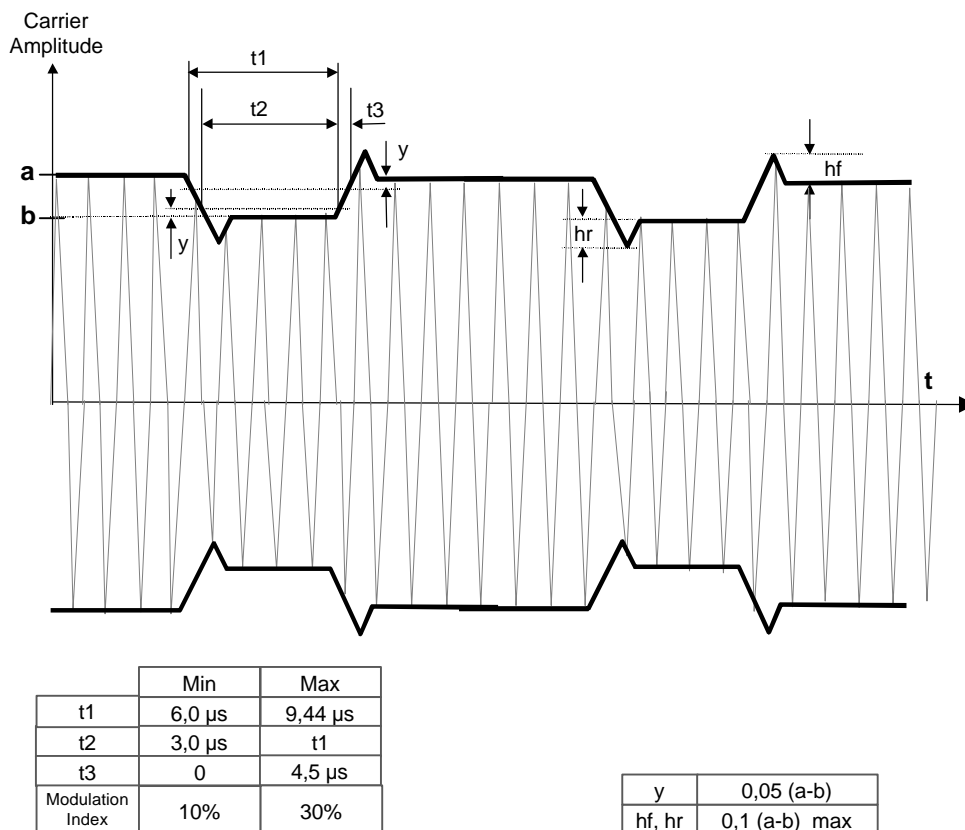 Carrier
Amplitude
t1
t2
t3
y
a
hf
b
y
hr
t
Min Max
t1 6,0 µs 9,44 µs
t2 3,0 µs t1
t3 0 4,5 µs
Modulation
Index 10% 30%
y 0,05 (a-b)
hf, hr 0,1 (a-b) max